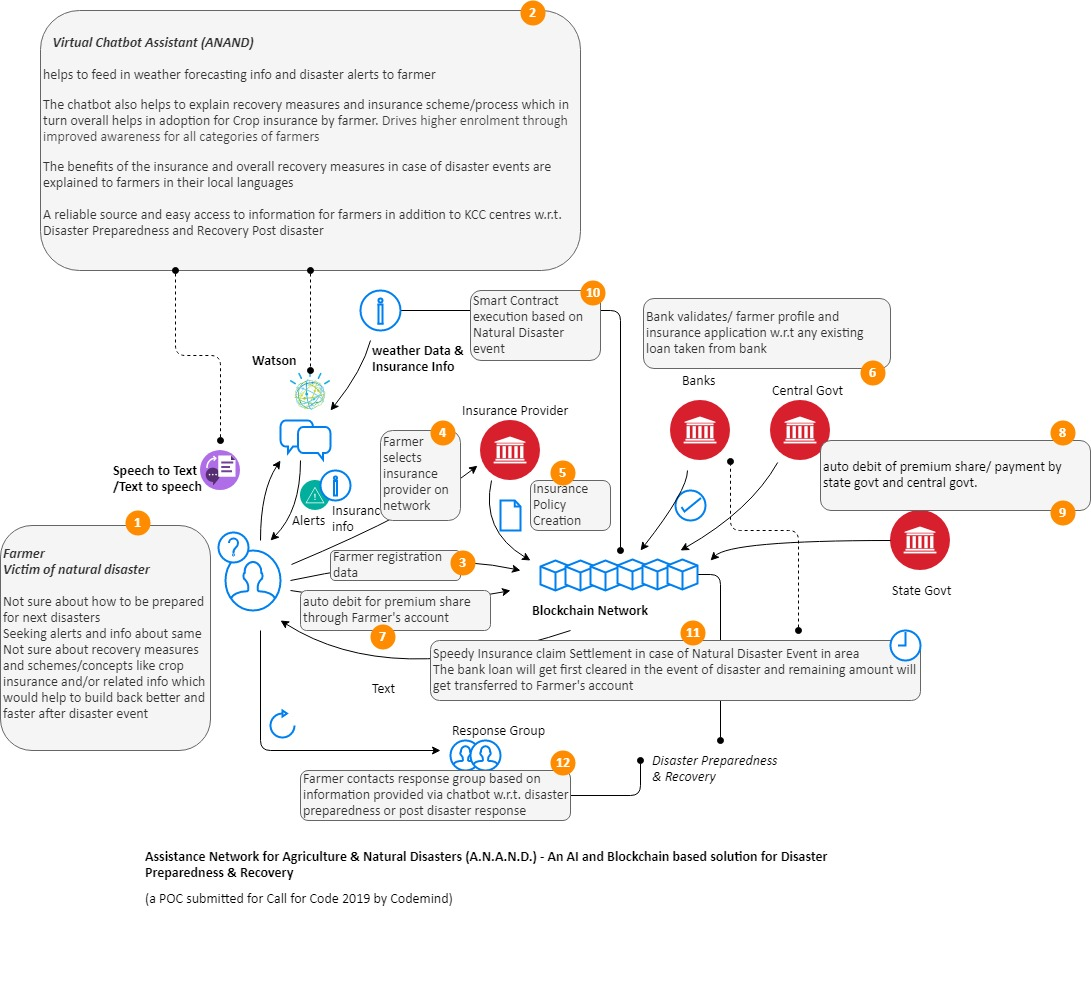 2
Virtual Chatbot Assistant (ANAND)
helps to feed in weather forecasting info and disaster alerts to farmer
The chatbot also helps to explain recovery measures and insurance scheme/process which in
turn overall helps in adoption for Crop insurance by farmer. Drives higher enrolment through
improved awareness for all categories of farmers
The benefits of the insurance and overall recovery measures in case of disaster events are
explained to farmers in their local languages
A reliable source and easy access to information for farmers in addition to KCC centres w.r.t.
Disaster Preparedness and Recovery Post disaster
10
Smart Contract
execution based on
Natural Disaster
event
Bank validates/ farmer profile and
insurance application w.r.t any existing
loan taken from bank
6
weather Data &
Insurance Info
Watson
Banks
Central Govt
Insurance Provider
4
Farmer
selects
insurance
provider on
network
8
auto debit of premium share/ payment by
state govt and central govt.
9
5
Insurance
Policy
Creation
Speech to Text
/Text to speech
Alerts
Insurance
info
1
Farmer
Victim of natural disaster
Not sure about how to be prepared
for next disasters
Seeking alerts and info about same
Not sure about recovery measures
and schemes/concepts like crop
insurance and/or related info which
would help to build back better and
faster after disaster event
?
Farmer registration
data
3
auto debit for premium share
through Farmer's account
7
Blockchain Network
State Govt
11
Speedy Insurance claim Settlement in case of Natural Disaster Event in area
The bank loan will get first cleared in the event of disaster and remaining amount will
get transferred to Farmer's account
Text
Response Group
12
Farmer contacts response group based on
information provided via chatbot w.r.t. disaster
preparedness or post disaster response
Disaster Preparedness
& Recovery
Assistance Network for Agriculture & Natural Disasters (A.N.A.N.D.) - An AI and Blockchain based solution for Disaster
Preparedness & Recovery
(a POC submitted for Call for Code 2019 by Codemind)